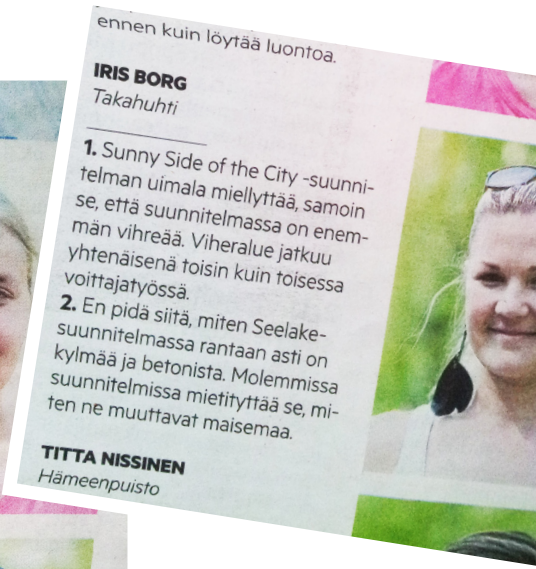 ennen kuin löytää luontoa.
IRIS BORG
Takahuhti
1. Sunny Side of the City -suunni-
telman uimala miellyttää, samoin
se, että suunnitelmassa on enem-
män vihreää. Viheralue jatkuu
yhtenäisenä toisin kuin toisessa
voittajatyössä.
2. En pidä siitä, miten Seelake-
suunnitelmassa rantaan asti on
kylmää ja betonista. Molemmissa
suunnitelmissa mietityttää se, mi-
ten ne muuttavat maisemaa.
TITTA NISSINEN
Hämeenpuisto